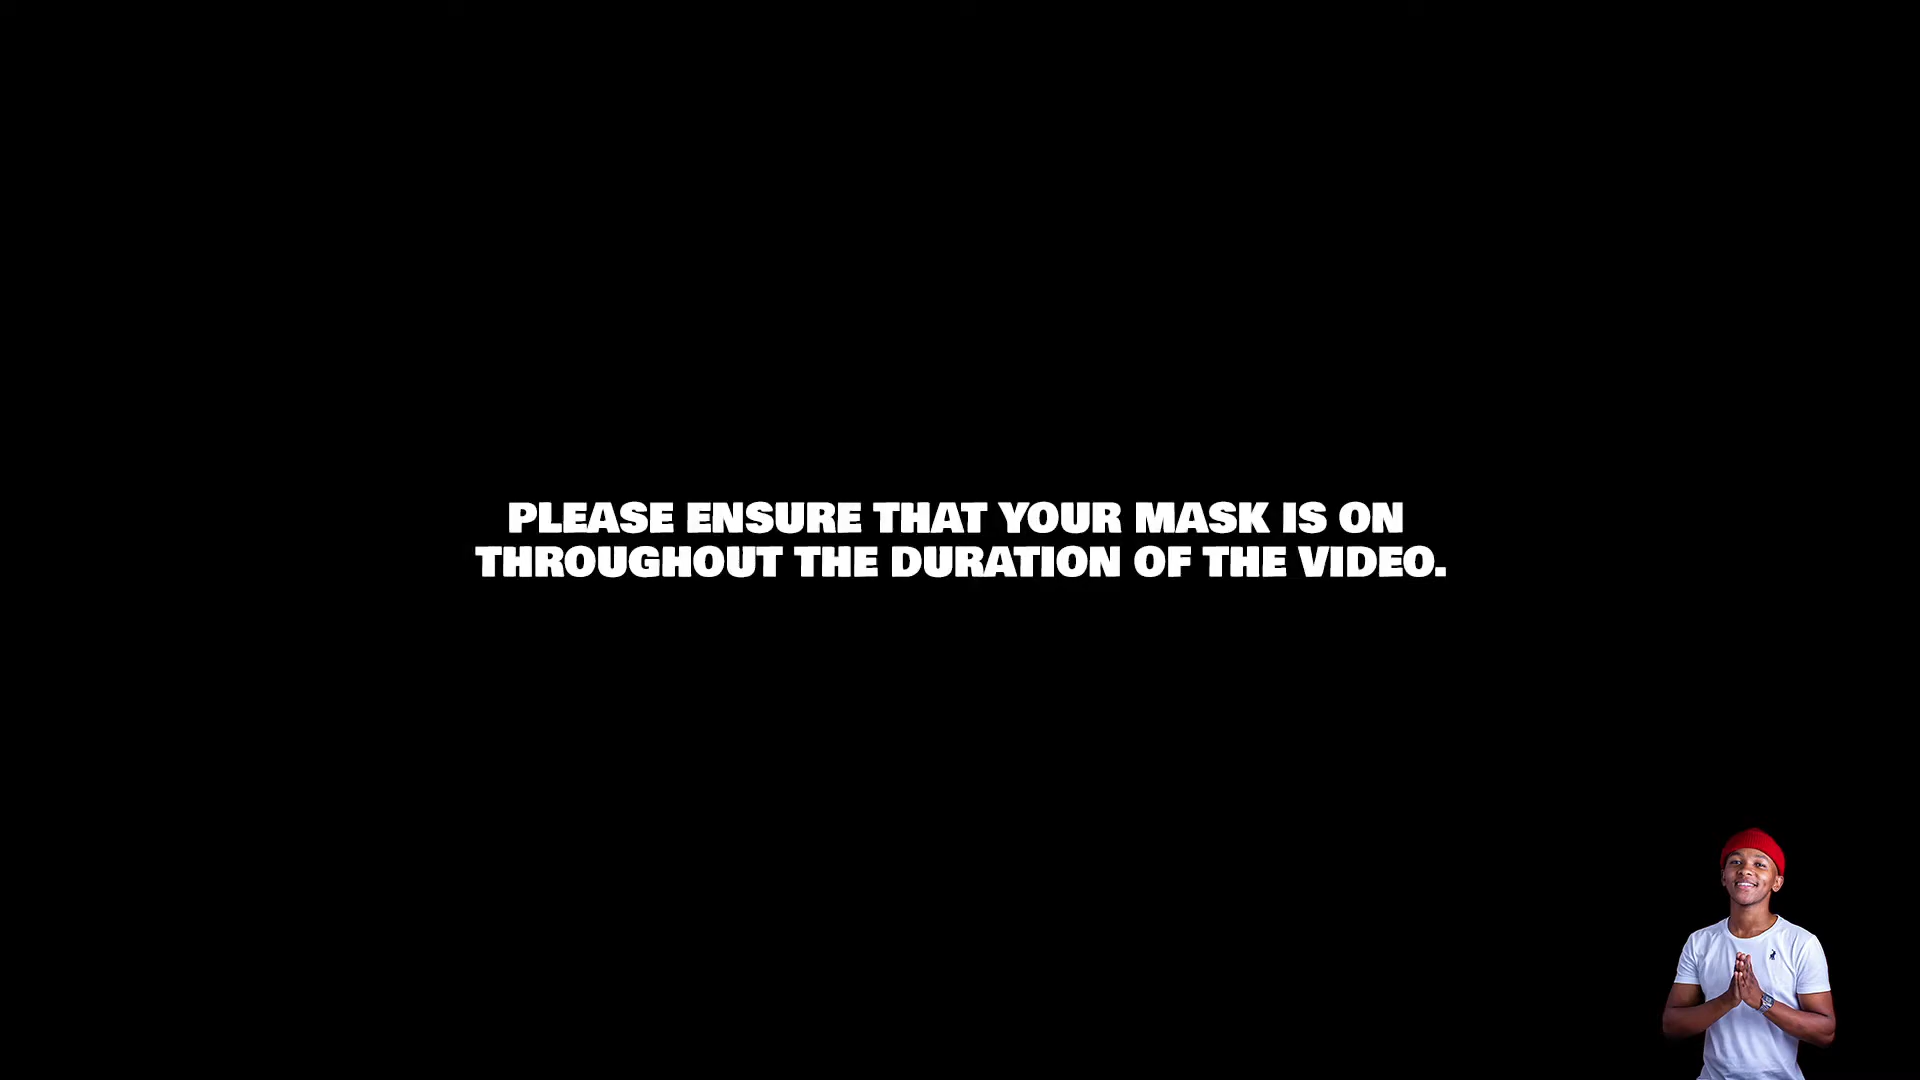 PLEASE ENSURE THAT YOUR MASK IS ON
THROUGHOUT THE DURATION OF THE VIDEO.